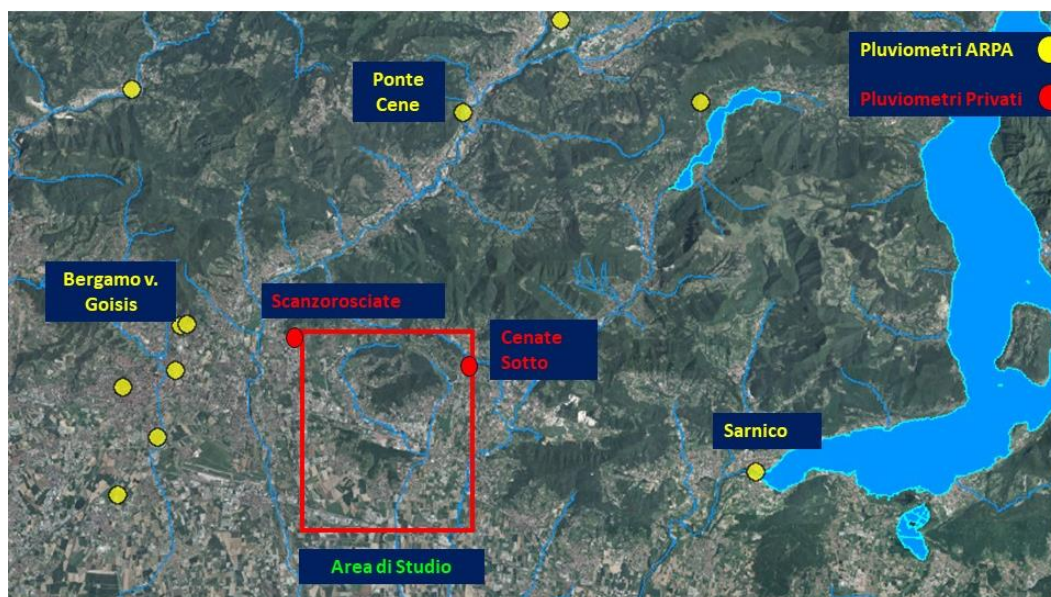 Pluviometri ARPA
Ponte
Cene
Pluviometri Privati
Bergamo v.
Goisis
Scanzorosciate
Cenate
Sotto
Sarnico
Area di Studio